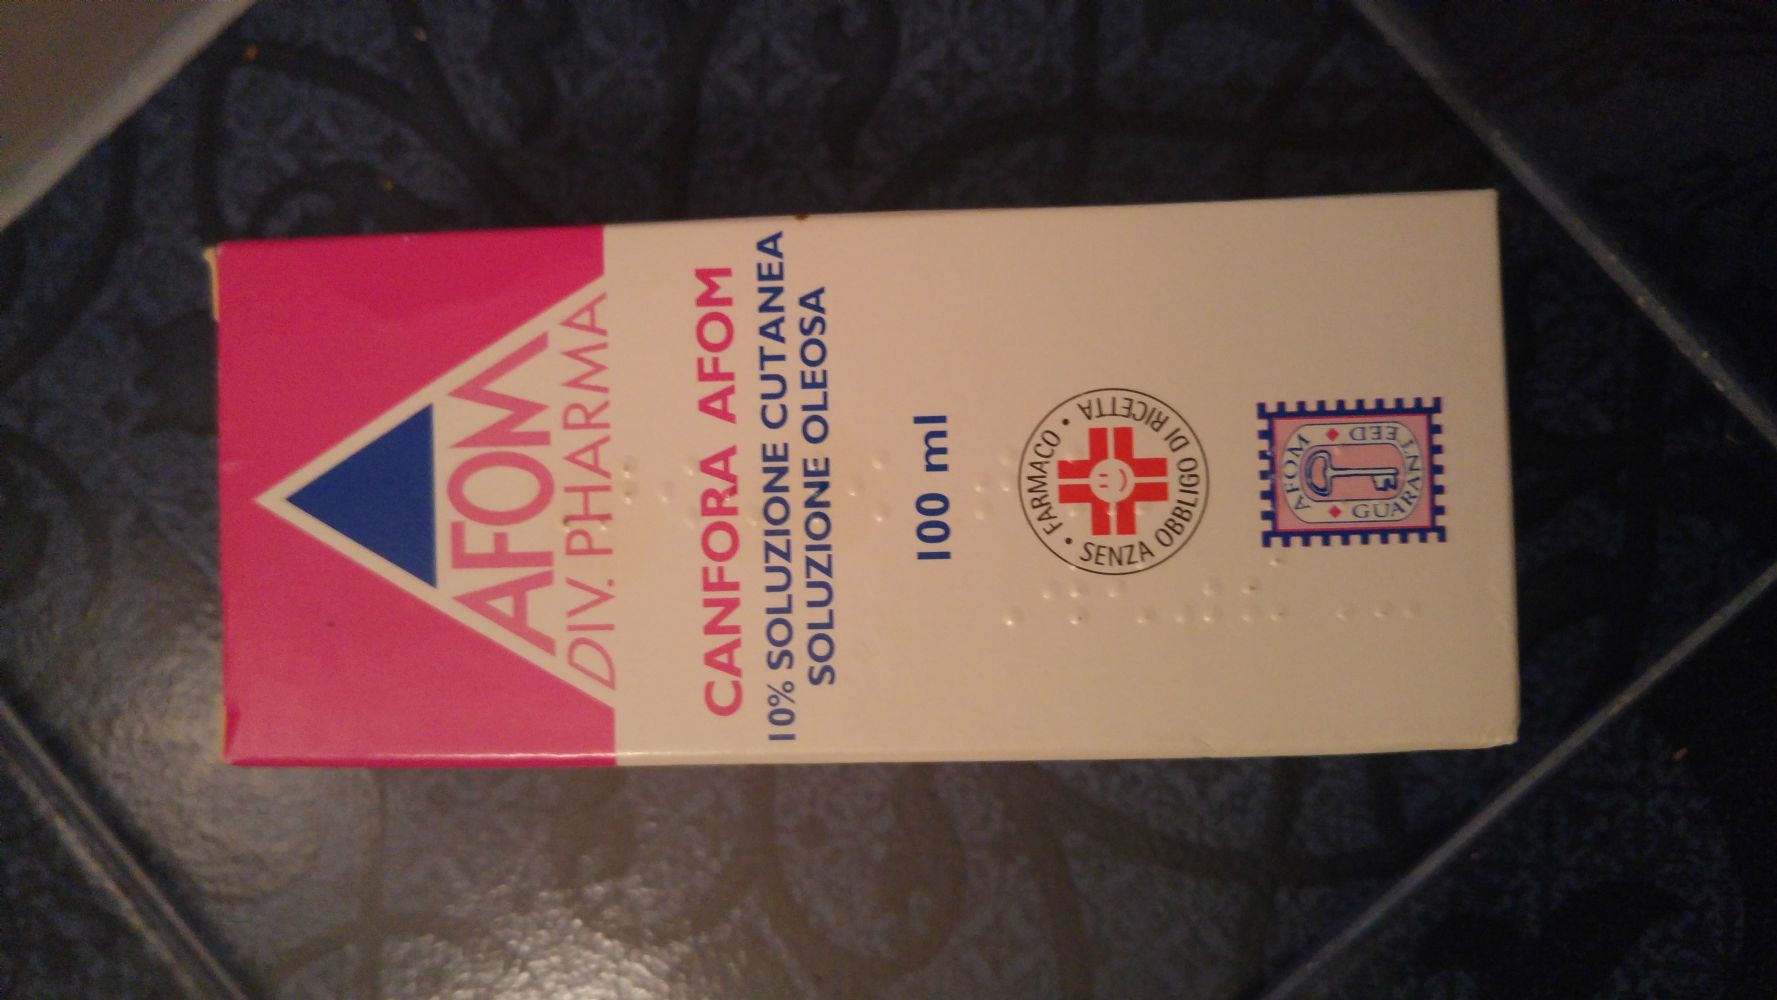 AFOM
DIV. PHARMA
CANFORA AFOM
10% SOLUZIONE CUTANEA
SOLUZIONE OLEOSA
100 ml
• FARMACO •
SENZA OBBLIGO DI RICETTA
AFOM
GUARANTEED